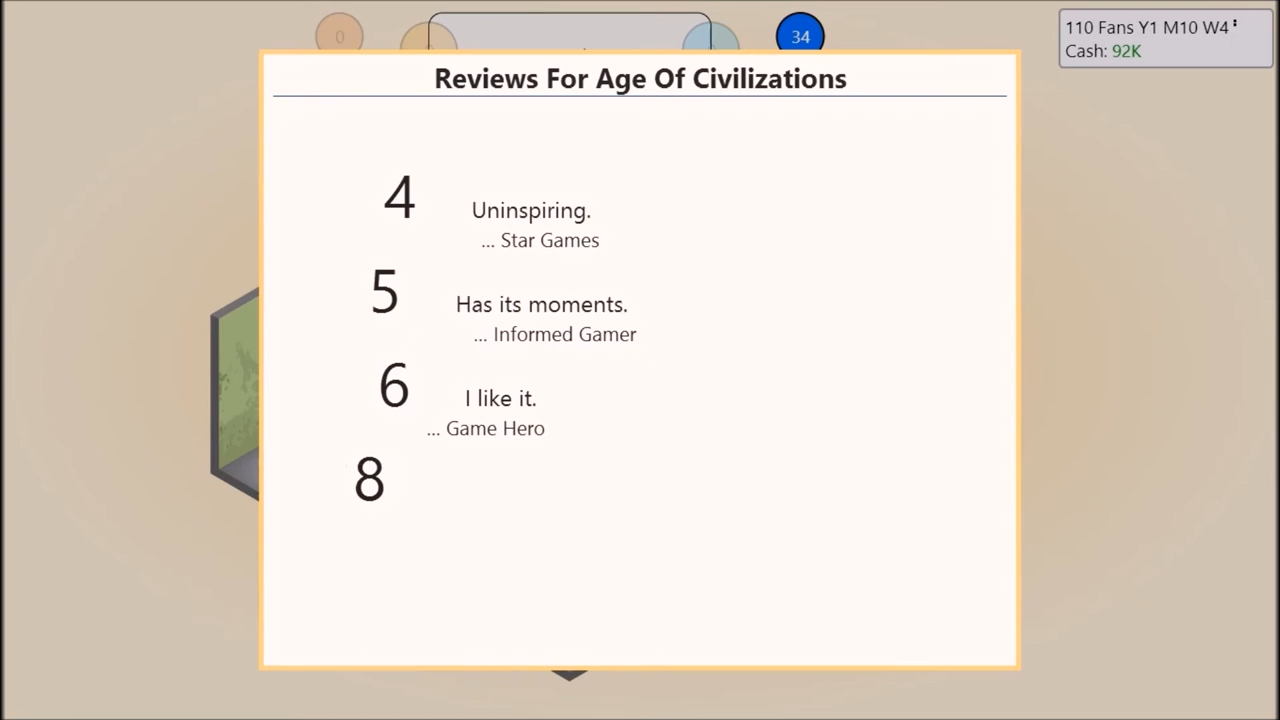 0
34
110 Fans Y1 M10 W4
Cash: 92K
Reviews For Age Of Civilizations
4
Uninspiring.
... Star Games
5
Has its moments.
... Informed Gamer
6
I like it.
... Game Hero
8